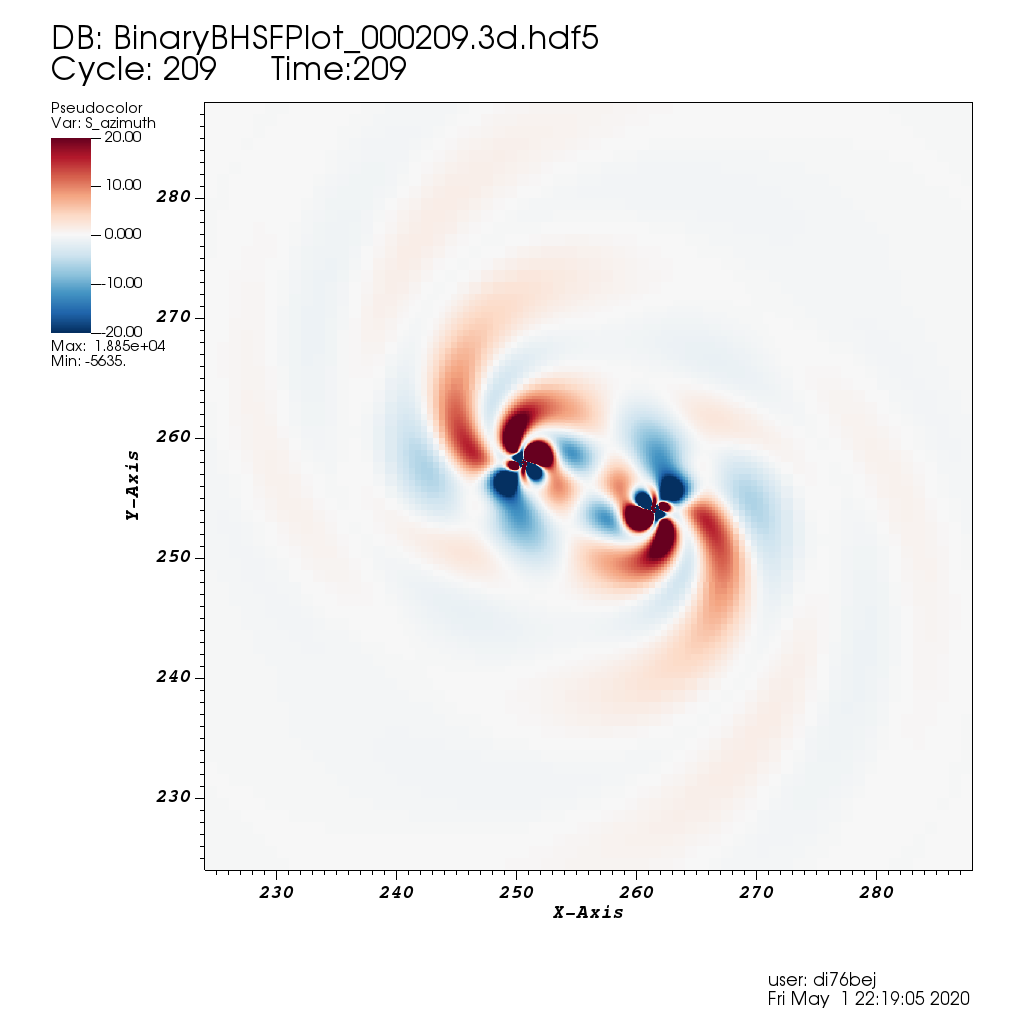 DB: BinaryBHSFPlot_000209.3d.hdf5
Cycle: 209 Time:209
Pseudocolor
Var: S_azimuth
20.00
10.00
0.000
-10.00
-20.00
Max: 1.885e+04
Min: -5635.
280
270
260
250
240
230
Y-Axis
230 240 250 260 270 280
X-Axis
user: di76bej
Fri May 1 22:19:05 2020